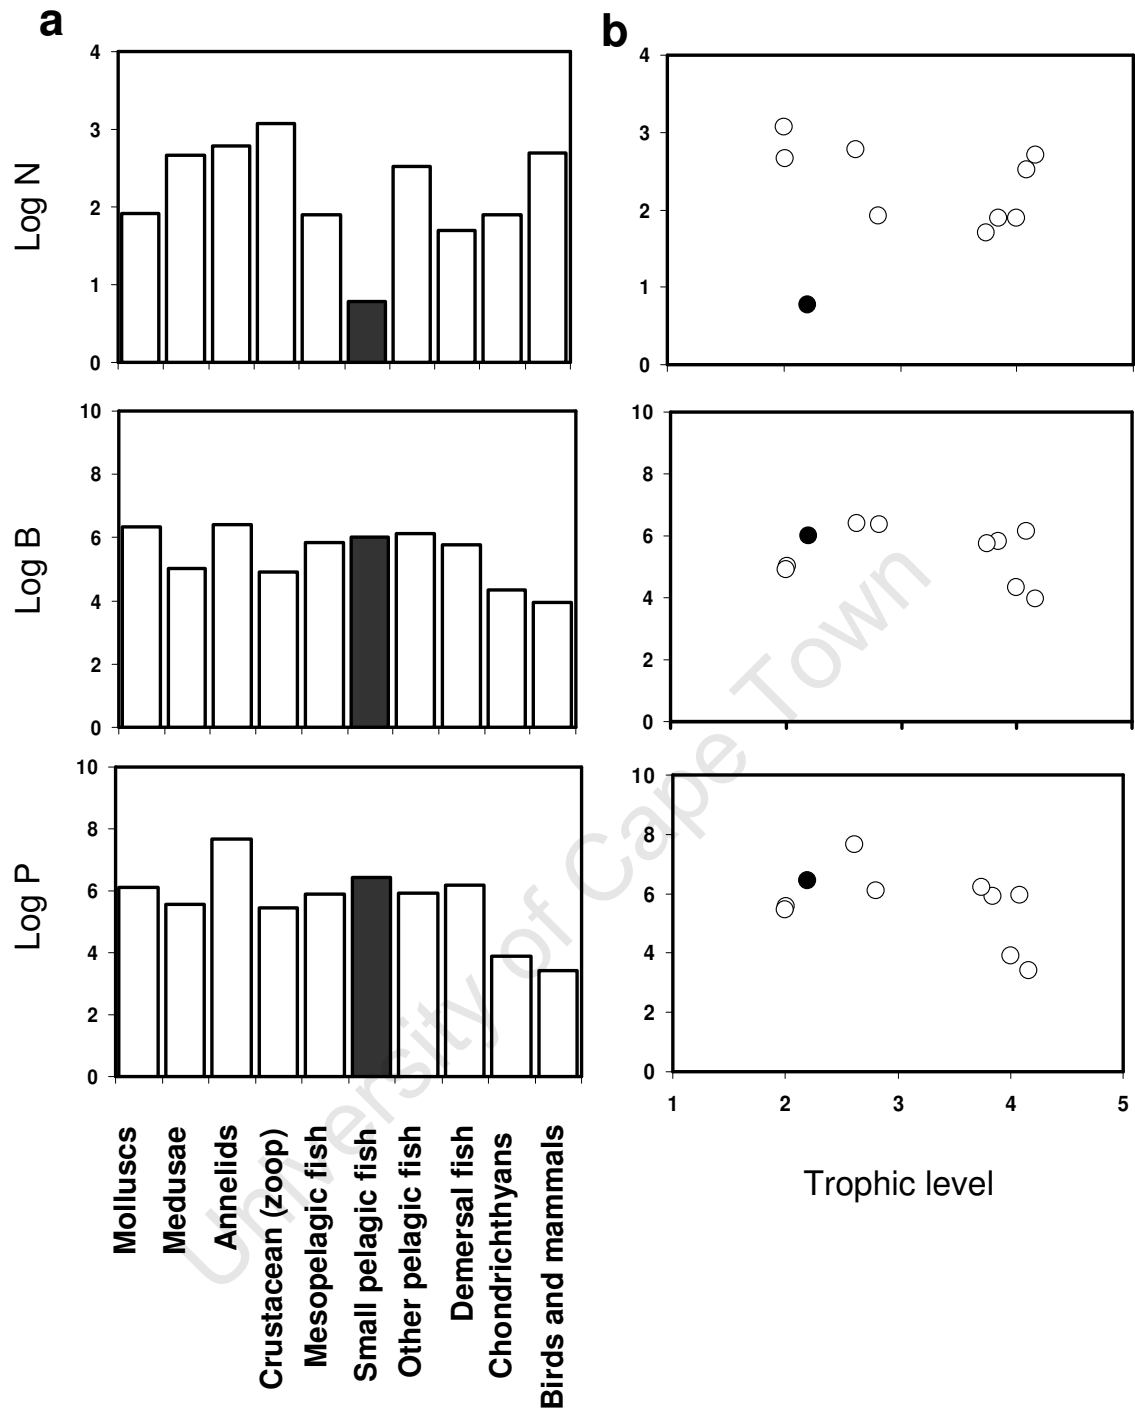 a
b
4
3
2
1
0
Log N
4
3
2
1
0
10
8
6
4
2
0
Log B
10
8
6
4
2
0
10
8
6
4
2
0
Log P
10
8
6
4
2
0
1 2 3 4 5
Molluscs
Medusae
Annelids
Crustacean (zoop)
Mesopelagic fish
Small pelagic fish
Other pelagic fish
Demersal fish
Chondrichthyans
Birds and mammals
Trophic level
University of Cape Town